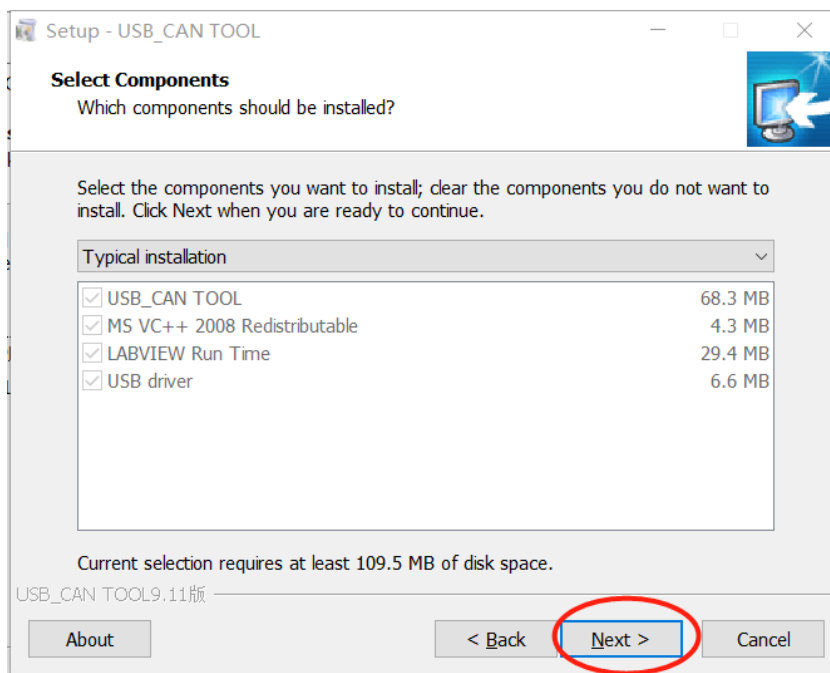 Setup - USB_CAN TOOL
Select Components
Which components should be installed?
Select the components you want to install; clear the components you do not want to
install. Click Next when you are ready to continue.
Typical installation
USB_CAN TOOL 68.3 MB
MS VC++ 2008 Redistributable 4.3 MB
LABVIEW Run Time 29.4 MB
USB driver 6.6 MB
Current selection requires at least 109.5 MB of disk space.
USB_CAN TOOL9.11版
About < Back Next > Cancel